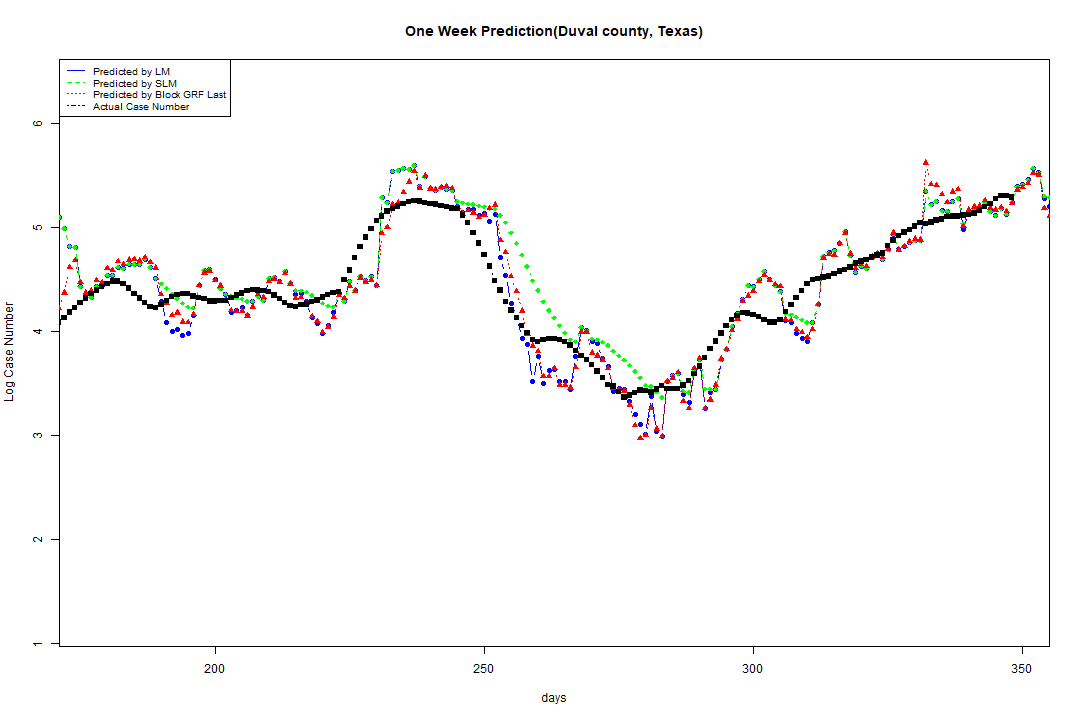 One Week Prediction(Duval county, Texas)
Predicted by LM
Predicted by SLM
Predicted by Block GRF Last
Actual Case Number
6
5
4
3
2
1
Log Case Number
200
250
300
350
days